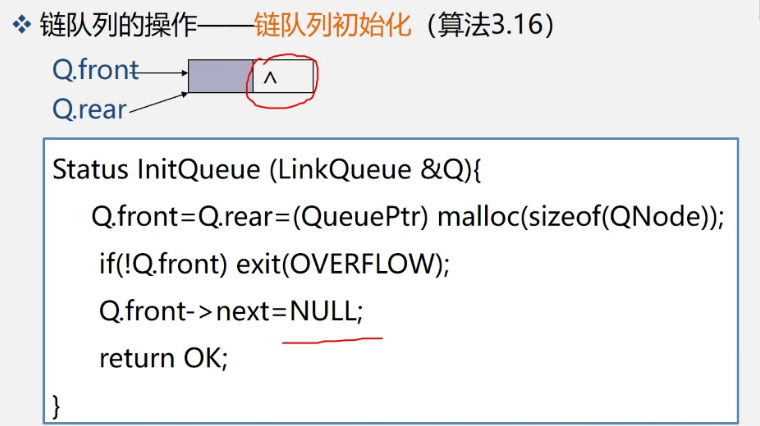 ❖ 链队列的操作——链队列初始化（算法3.16）
Q.front
^
Q.rear
Status InitQueue (LinkQueue &Q){
Q.front=Q.rear=(QueuePtr) malloc(sizeof(QNode));
if(!Q.front) exit(OVERFLOW);
Q.front->next=NULL;
return OK;
}